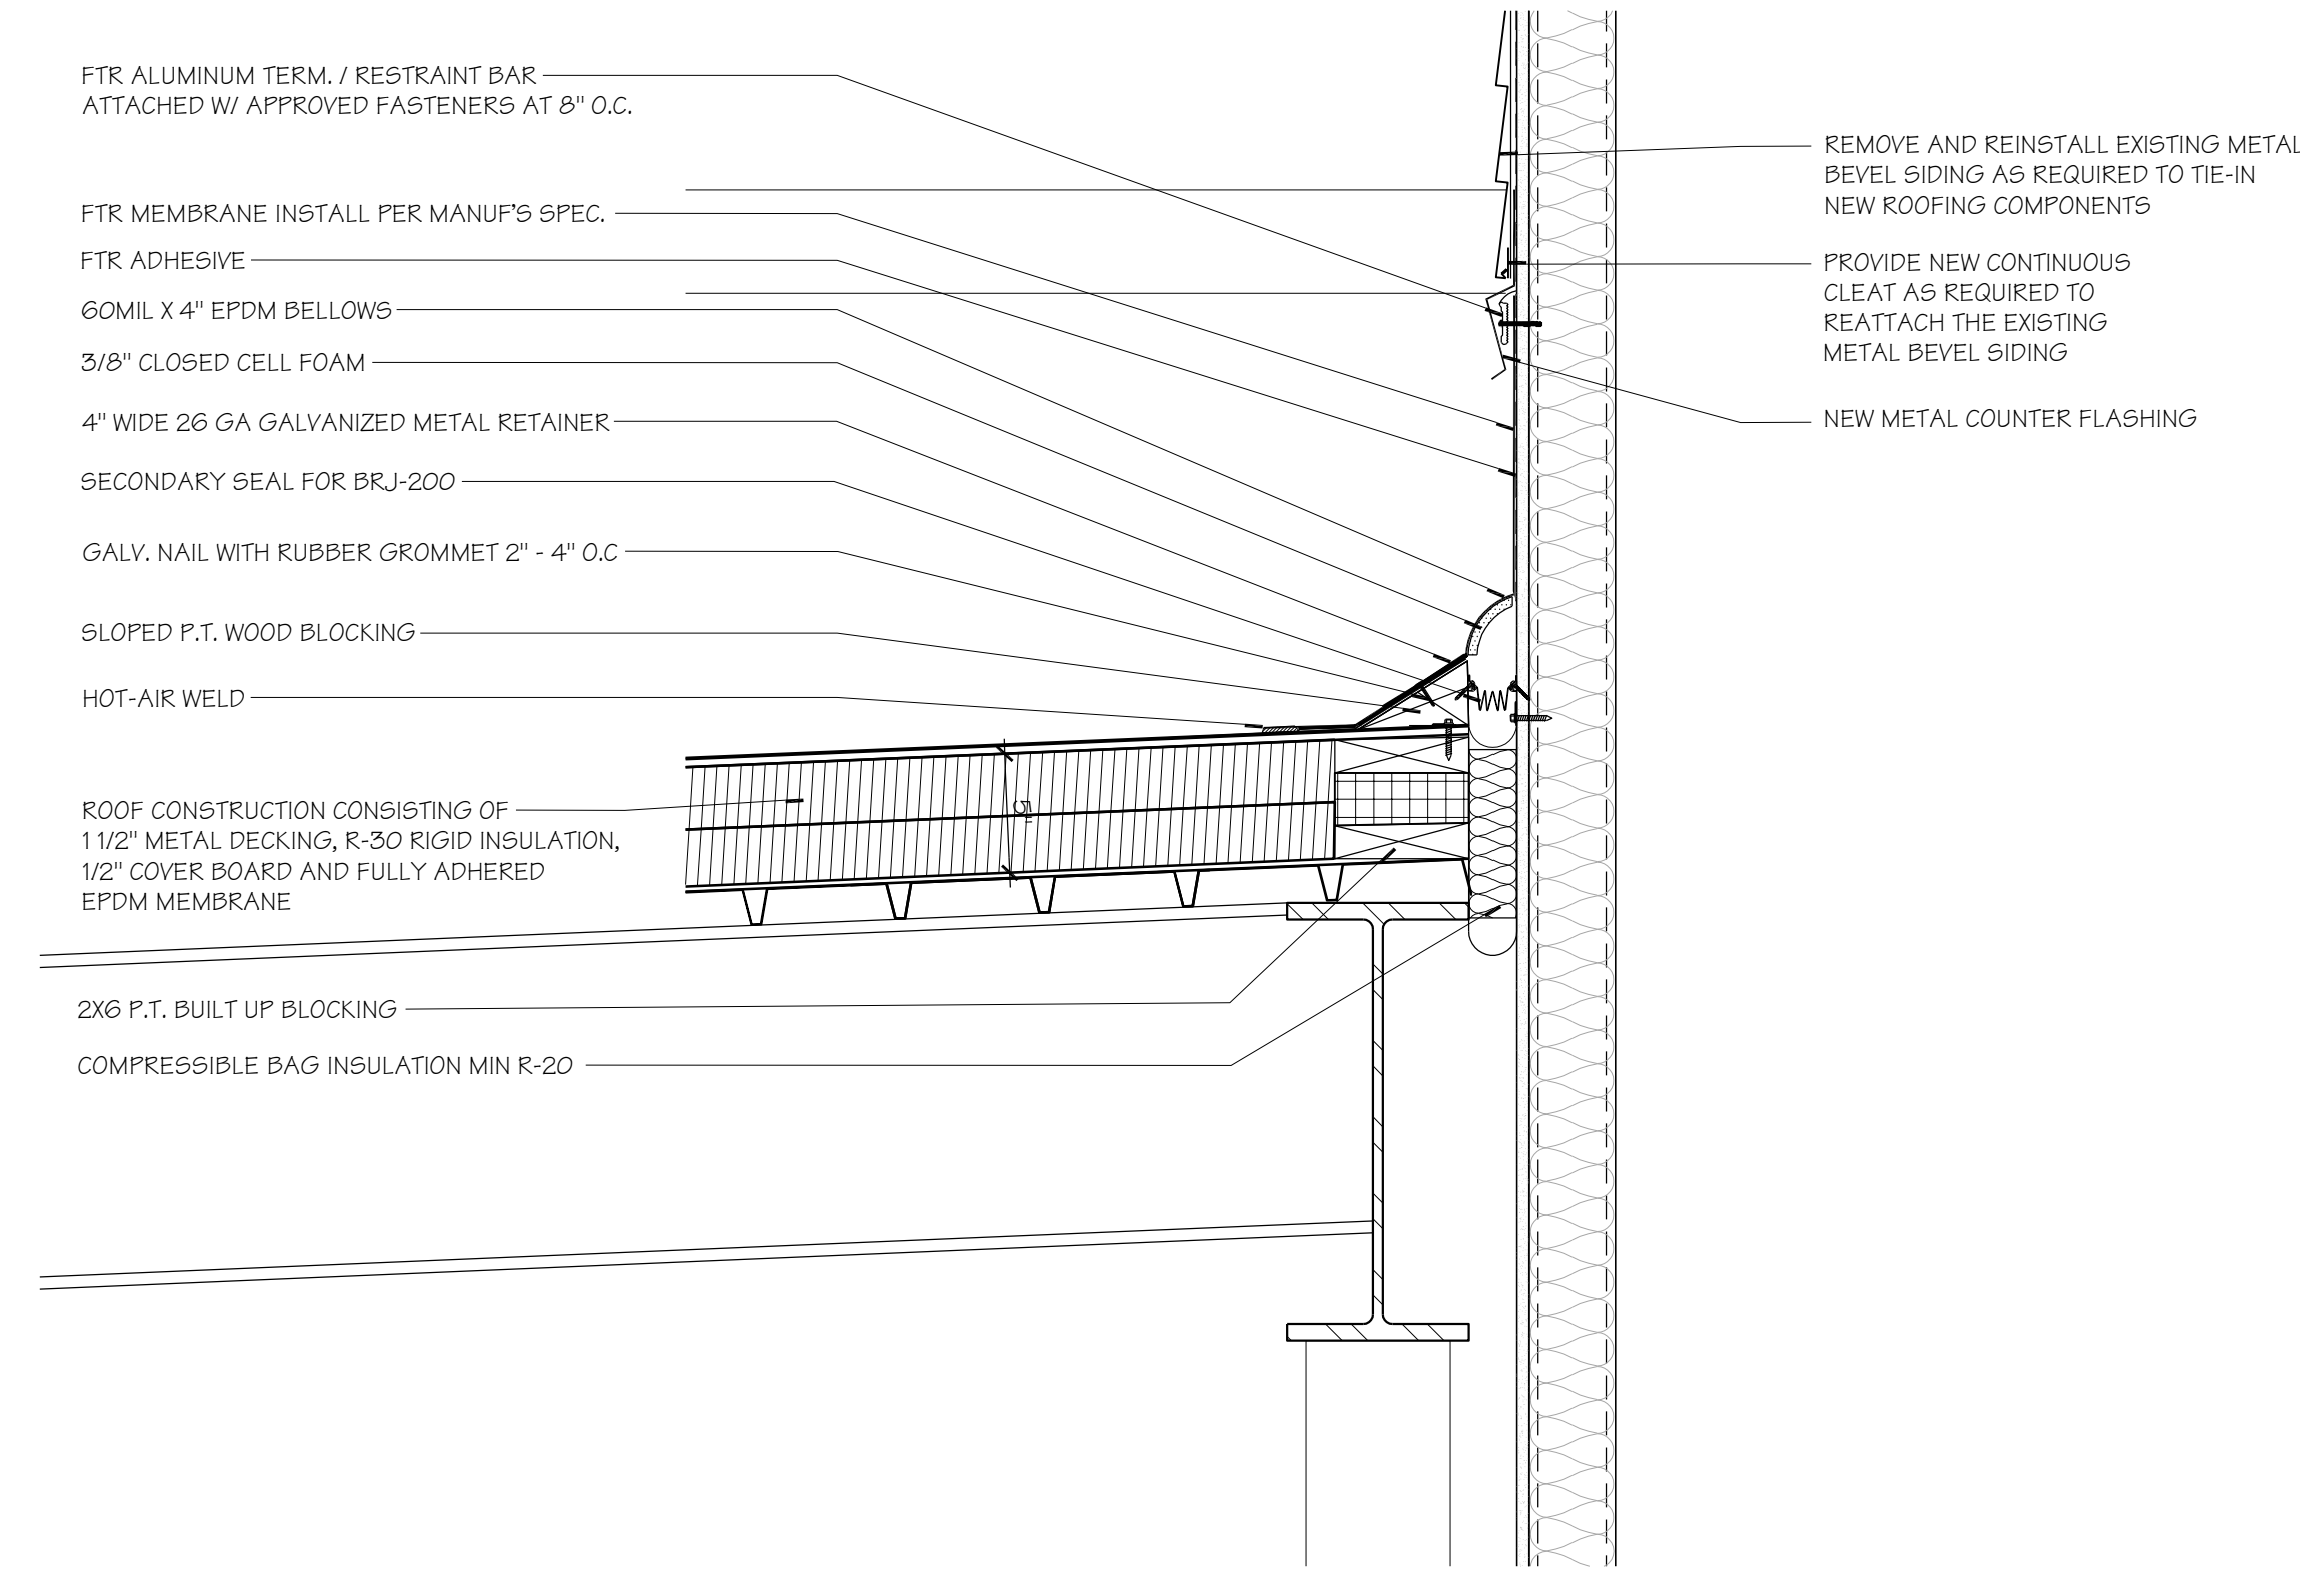 FTR ALUMINUM TERM. / RESTRAINT BAR
ATTACHED W/ APPROVED FASTENERS AT 8" O.C.
FTR MEMBRANE INSTALL PER MANUF'S SPEC.
FTR ADHESIVE
60MIL X 4" EPDM BELLOWS
3/8" CLOSED CELL FOAM
4" WIDE 26 GA GALVANIZED METAL RETAINER
SECONDARY SEAL FOR BRJ-200
GALV. NAIL WITH RUBBER GROMMET 2" - 4" O.C
SLOPED P.T. WOOD BLOCKING
HOT-AIR WELD
ROOF CONSTRUCTION CONSISTING OF
1 1/2" METAL DECKING, R-30 RIGID INSULATION,
1/2" COVER BOARD AND FULLY ADHERED
EPDM MEMBRANE
5"
2X6 P.T. BUILT UP BLOCKING
COMPRESSIBLE BAG INSULATION MIN R-20
REMOVE AND REINSTALL EXISTING METAL
BEVEL SIDING AS REQUIRED TO TIE-IN
NEW ROOFING COMPONENTS
PROVIDE NEW CONTINUOUS
CLEAT AS REQUIRED TO
REATTACH THE EXISTING
METAL BEVEL SIDING
NEW METAL COUNTER FLASHING